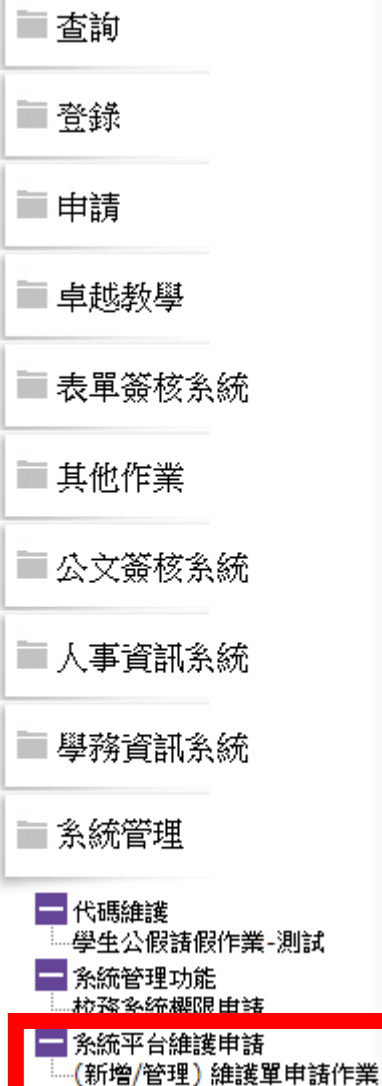 查詢
登錄
申請
卓越教學
表單簽核系統
其他作業
公文簽核系統
人事資訊系統
學務資訊系統
系統管理
代碼維護
學生公假請假作業-測試
系統管理功能
校務系統權限申請
系統平台維護申請
(新增/管理) 維護單申請作業